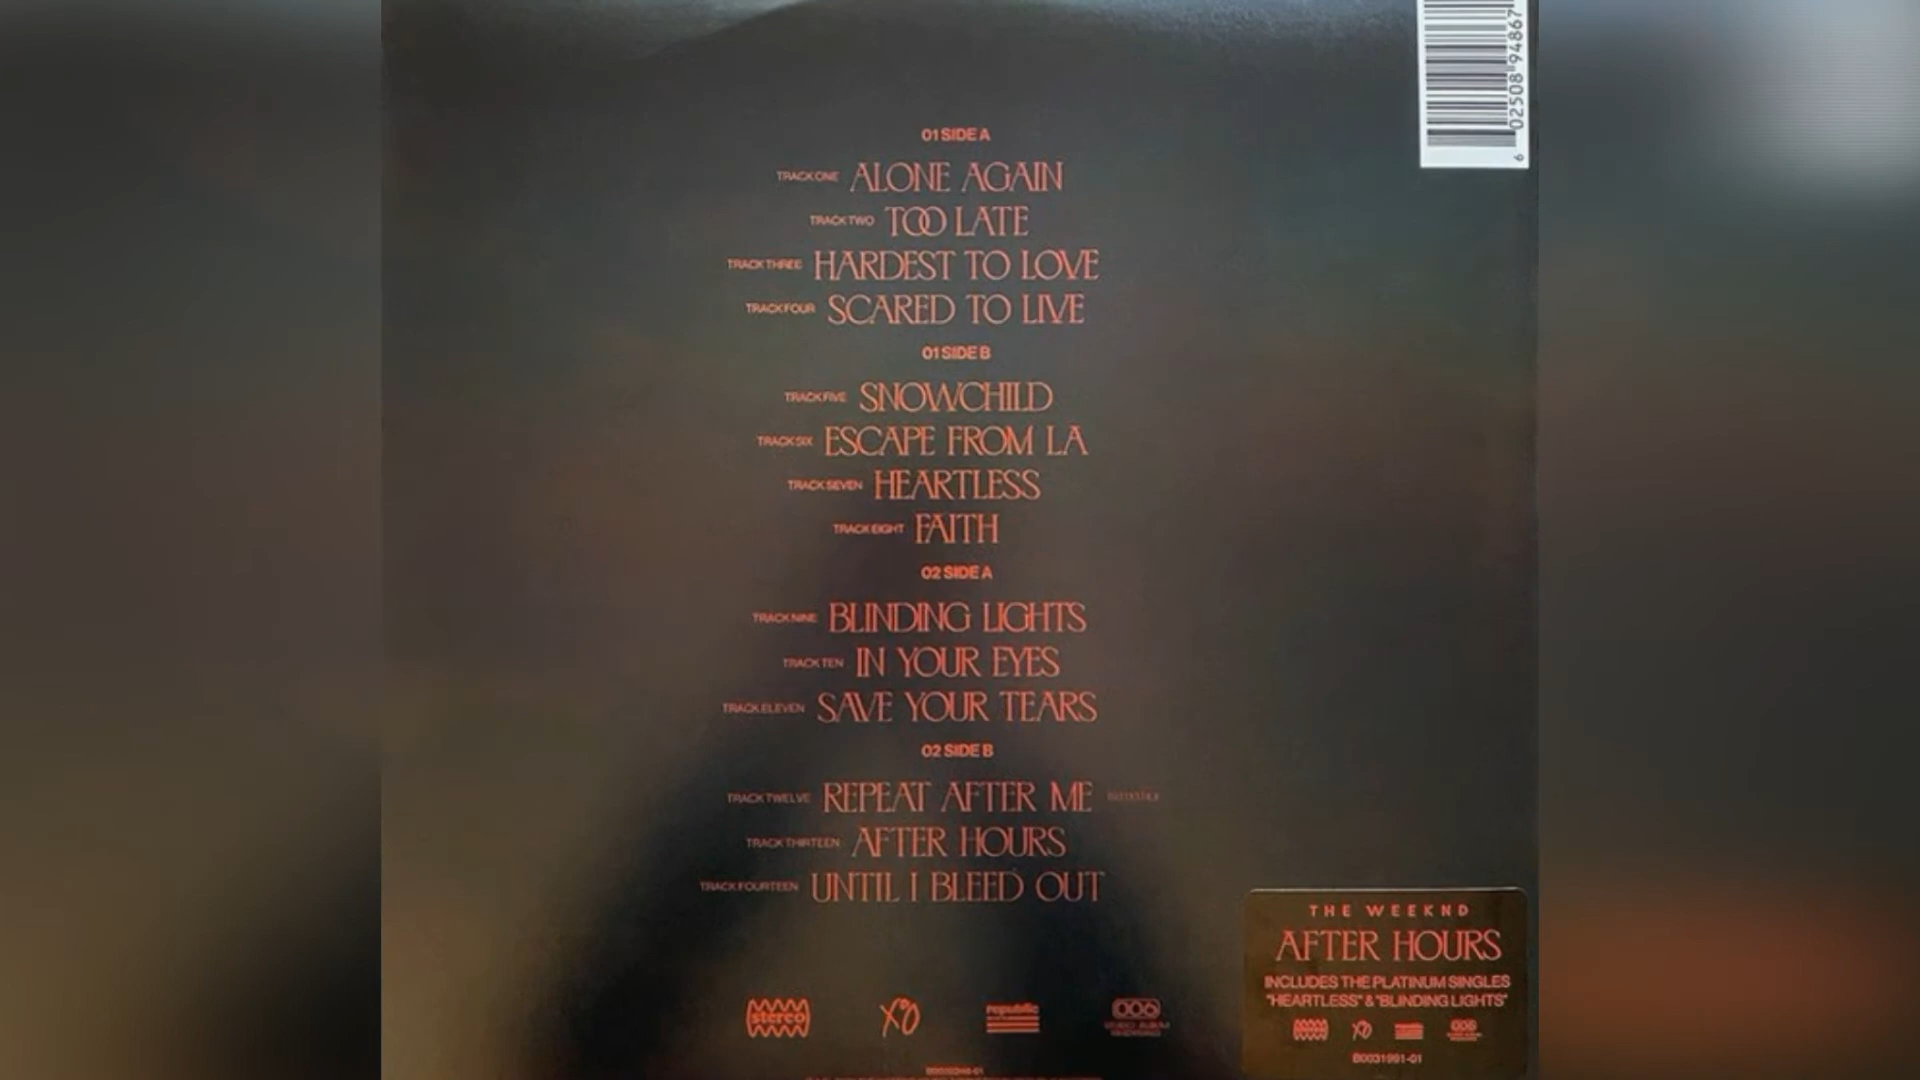 6 02508 94867
01 SIDE A
TRACK ONE ALONE AGAIN
TRACK TWO TOO LATE
TRACK THREE HARDEST TO LOVE
TRACK FOUR SCARED TO LIVE
01 SIDE B
TRACK FIVE SNOWCHILD
TRACK SIX ESCAPE FROM LA
TRACK SEVEN HEARTLESS
TRACK EIGHT FAITH
02 SIDE A
TRACK NINE BLINDING LIGHTS
TRACK TEN IN YOUR EYES
TRACK ELEVEN SAVE YOUR TEARS
02 SIDE B
TRACK TWELVE REPEAT AFTER ME
TRACK THIRTEEN AFTER HOURS
TRACK FOURTEEN UNTIL I BLEED OUT
THE WEEKND
AFTER HOURS
INCLUDES THE PLATINUM SINGLES
"HEARTLESS" & "BLINDING LIGHTS"
stereo XO republic 006
B0031991-01